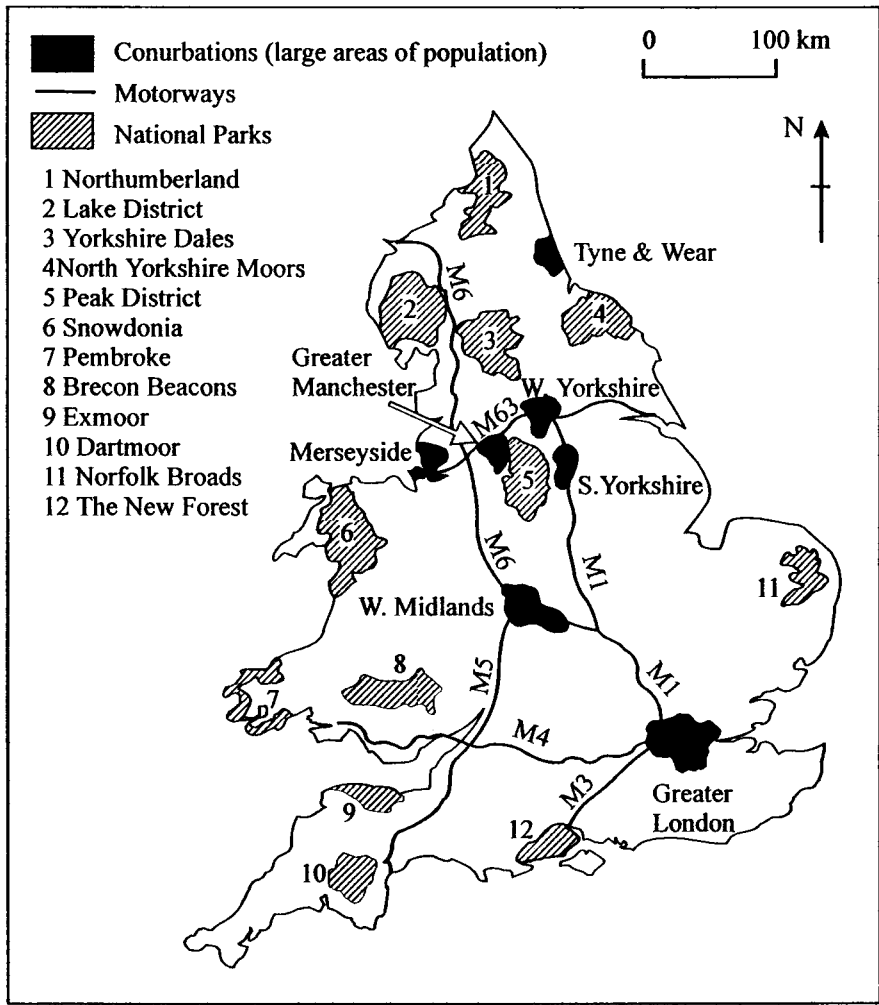 Conurbations (large areas of population)
Motorways
National Parks
0 100 km
N
1 Northumberland
2 Lake District
3 Yorkshire Dales
4North Yorkshire Moors
5 Peak District
6 Snowdonia
7 Pembroke
8 Brecon Beacons
9 Exmoor
10 Dartmoor
11 Norfolk Broads
12 The New Forest
1
Tyne & Wear
M6
2
3
4
Greater
Manchester
W. Yorkshire
M63
Merseyside
5
S.Yorkshire
6
M6
M1
11
W. Midlands
8
M5
M1
7
M4
M3
Greater
London
9
12
10